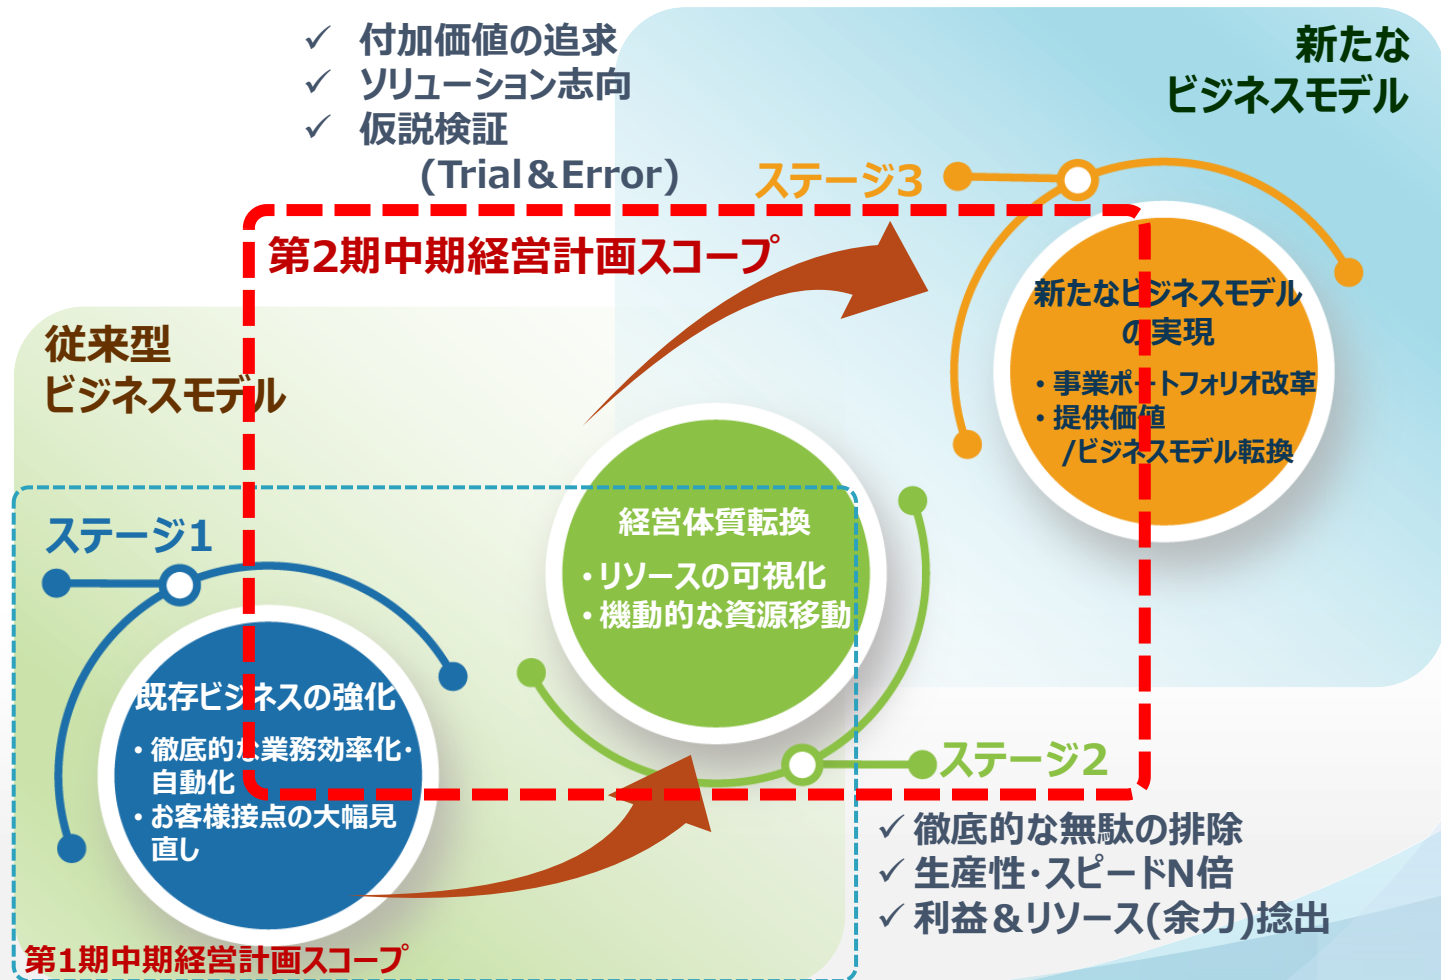 ✓ 付加価値の追求
✓ ソリューション志向
✓ 仮説検証
(Trial＆Error)
新たな
ビジネスモデル
ステージ3
第2期中期経営計画スコープ
新たなビジネスモデル
の実現
・事業ポートフォリオ改革
・提供価値
/ビジネスモデル転換
従来型
ビジネスモデル
経営体質転換
・リソースの可視化
・機動的な資源移動
ステージ1
既存ビジネスの強化
・徹底的な業務効率化・
自動化
・お客様接点の大幅見
直し
ステージ2
✓ 徹底的な無駄の排除
✓ 生産性・スピードN倍
✓ 利益＆リソース(余力)捻出
第1期中期経営計画スコープ